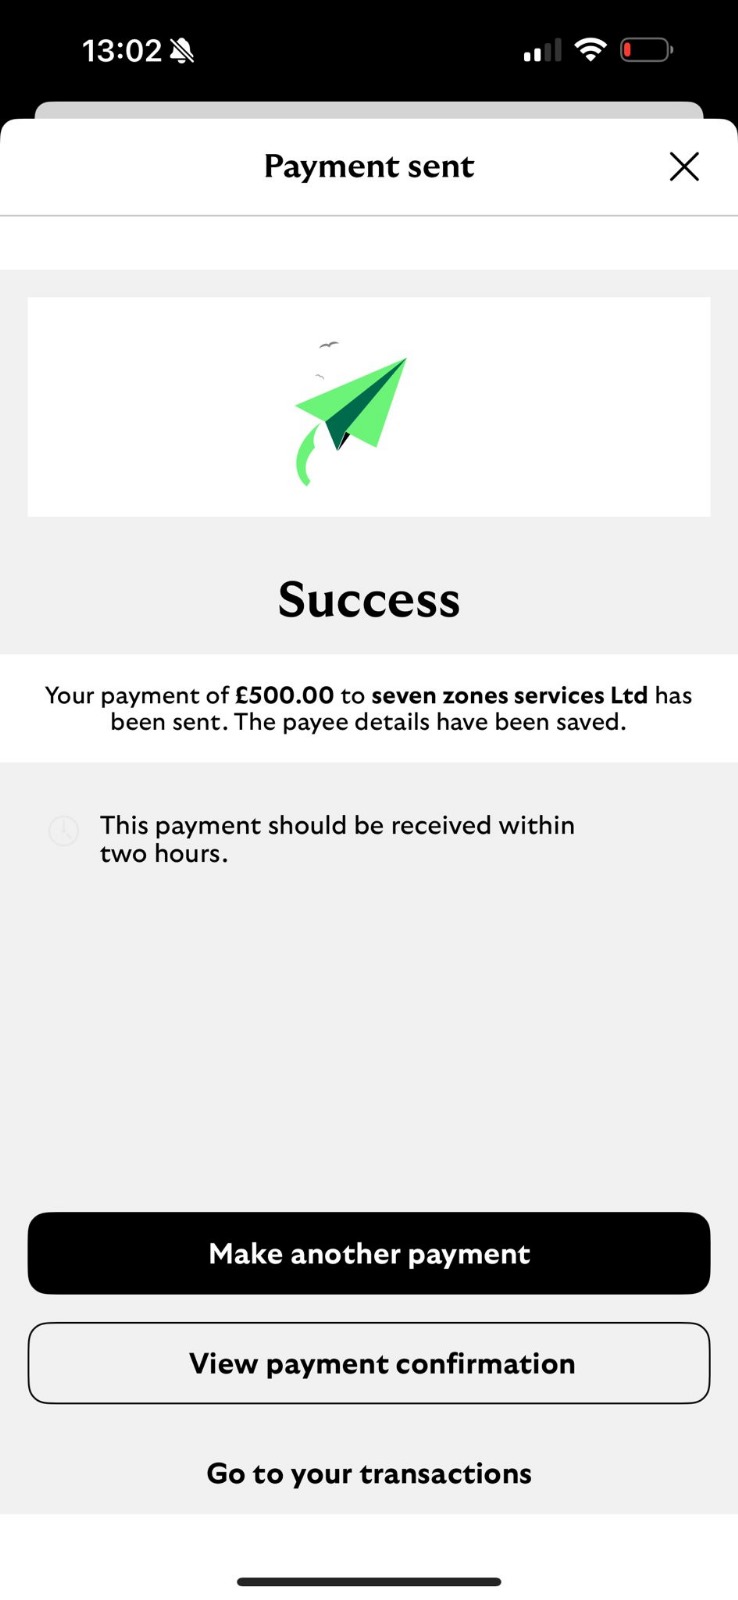 13:02
Payment sent
Success
Your payment of £500.00 to seven zones services Ltd has
been sent. The payee details have been saved.
This payment should be received within
two hours.
Make another payment
View payment confirmation
Go to your transactions